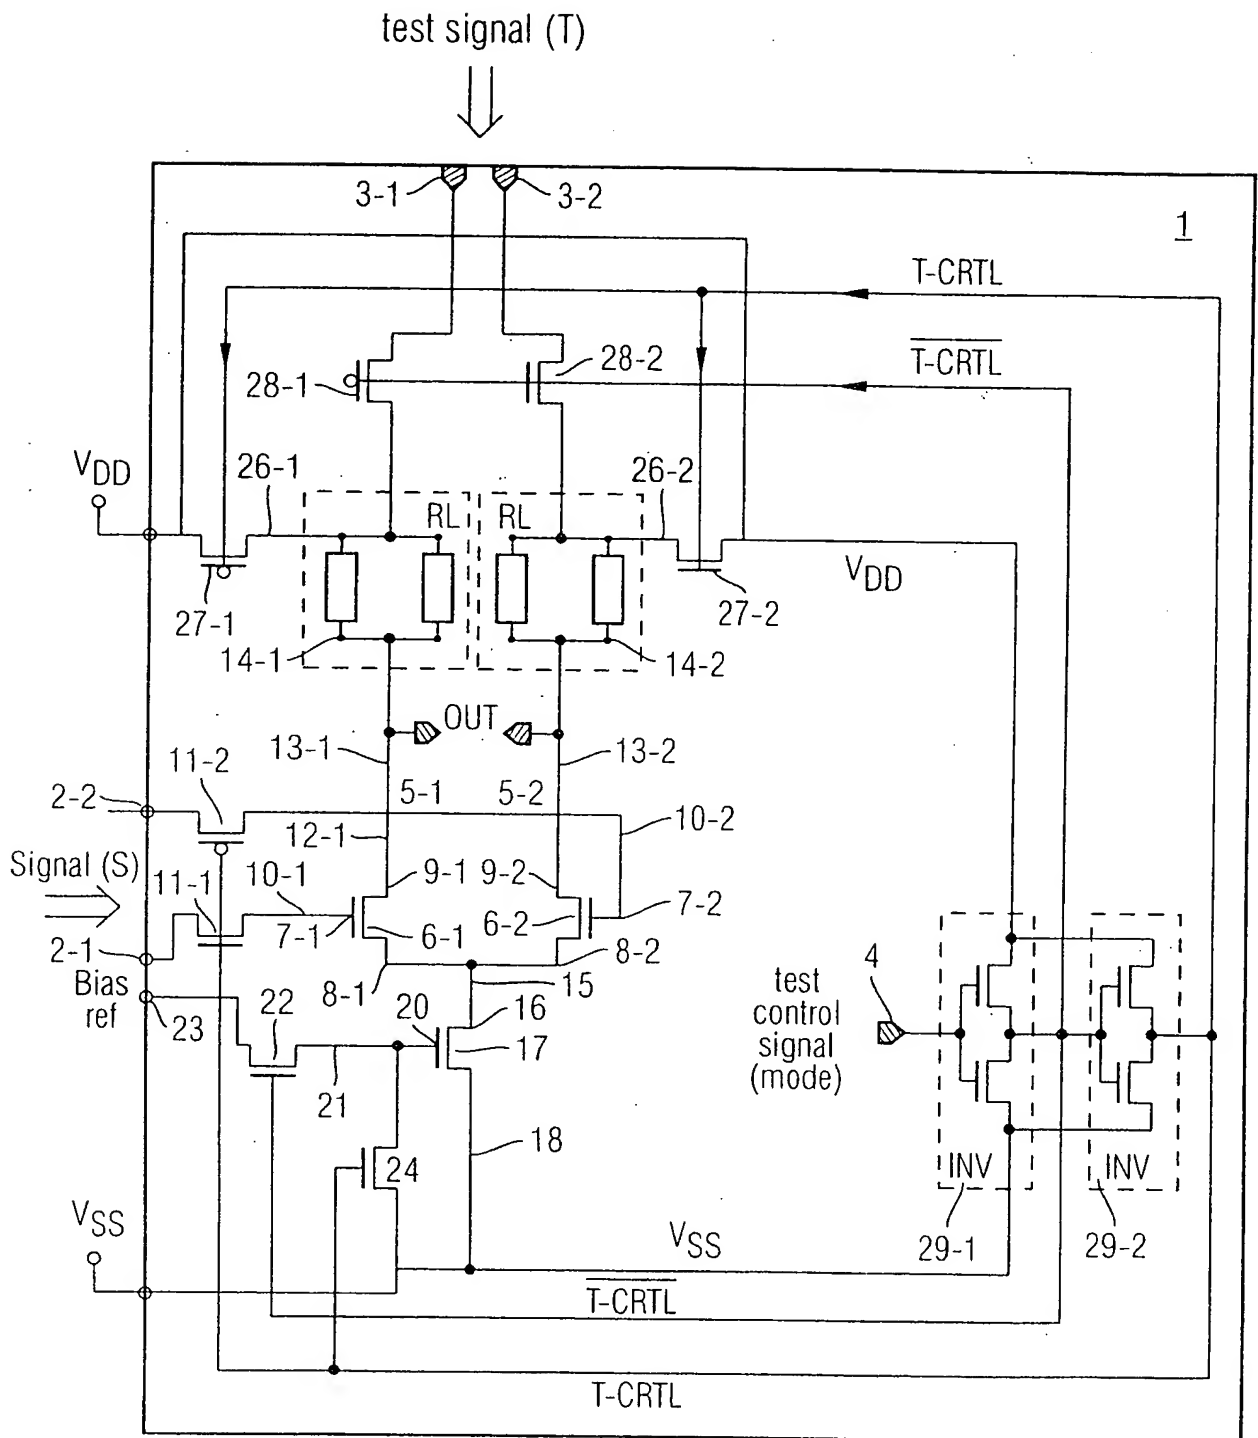 test signal (T)
3-1
3-2
1
T-CRTL
T-CRTL
28-1
28-2
VDD
26-1
26-2
RL
RL
27-1
VDD
27-2
14-1
14-2
OUT
13-1
13-2
11-2
2-2
5-1
5-2
12-1
10-2
Signal (S)
11-1
10-1
9-1
9-2
7-1
6-1
6-2
7-2
2-1
8-1
8-2
15
4
test
control
signal
(mode)
Bias
ref
23
22
20
16
17
21
18
24
INV
INV
29-1
29-2
VSS
VSS
T-CRTL
T-CRTL